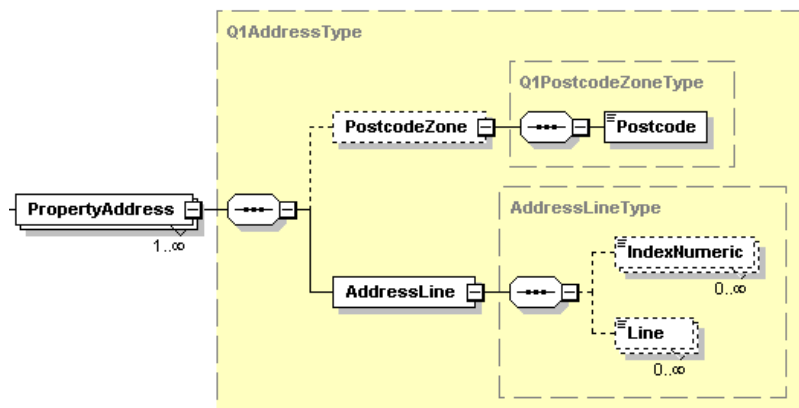 Q1AddressType
Q1PostcodeZoneType
PostcodeZone
Postcode
PropertyAddress
1..∞
AddressLineType
IndexNumeric
0..∞
AddressLine
Line
0..∞